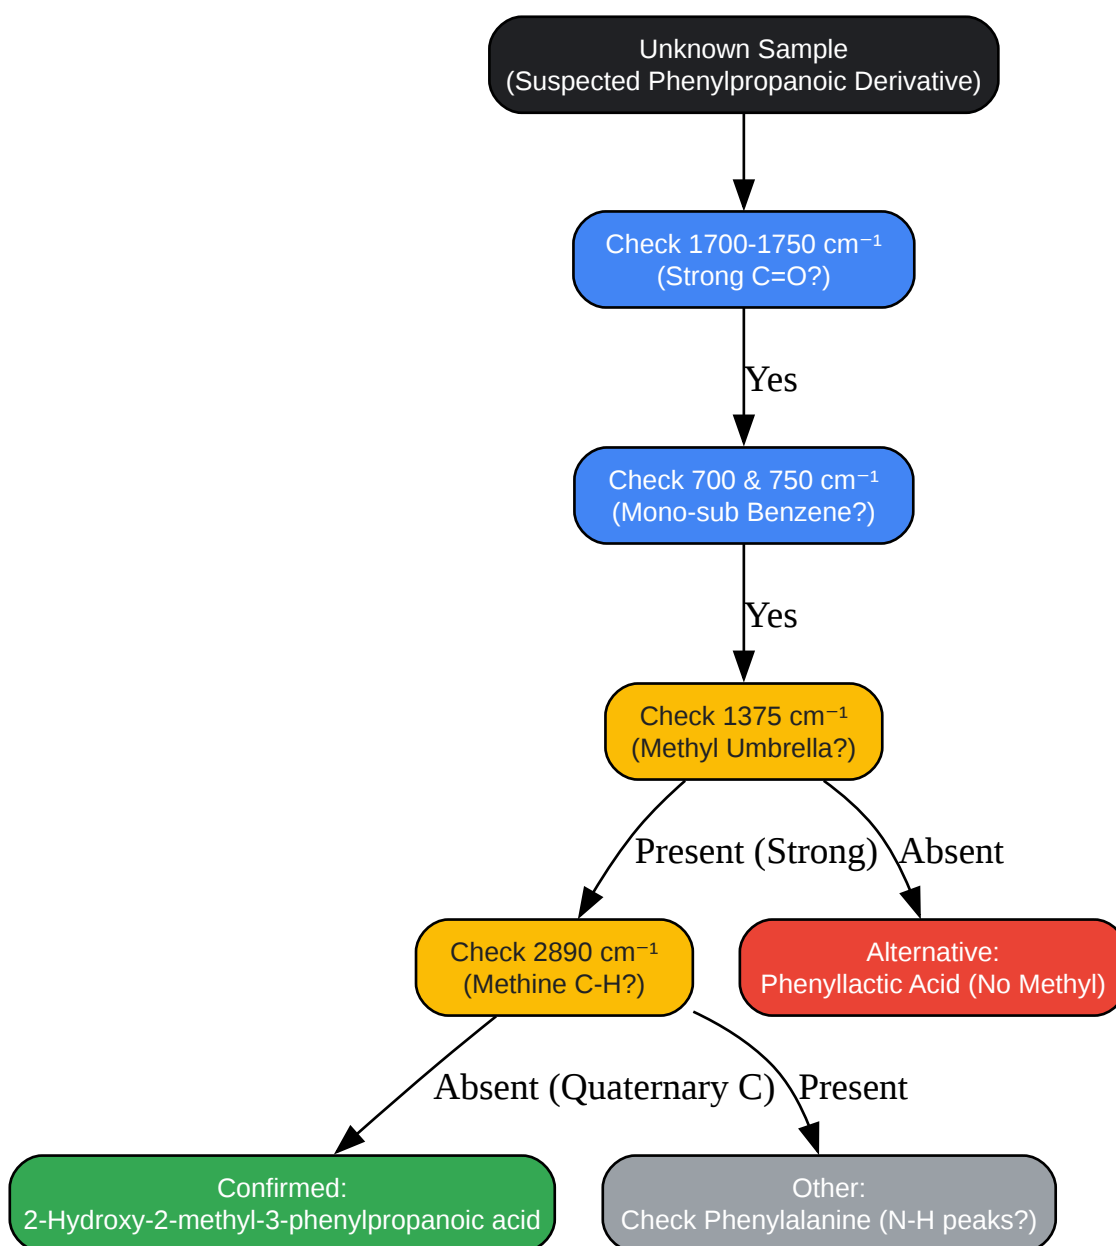 Unknown Sample
(Suspected Phenylpropanoic Derivative)
Check 1700-1750 cm⁻¹
(Strong C=O?)
Yes
Check 700 & 750 cm⁻¹
(Mono-sub Benzene?)
Yes
Check 1375 cm⁻¹
(Methyl Umbrella?)
Present (Strong)
Absent
Check 2890 cm⁻¹
(Methine C-H?)
Alternative:
Phenyllactic Acid (No Methyl)
Absent (Quaternary C)
Present
Confirmed:
2-Hydroxy-2-methyl-3-phenylpropanoic acid
Other:
Check Phenylalanine (N-H peaks?)